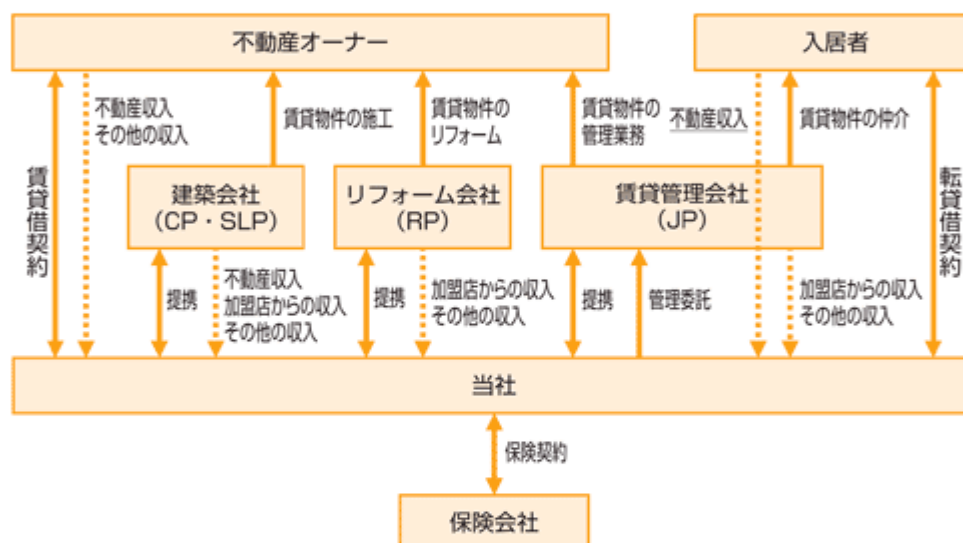 不動産オーナー
入居者
賃貸借契約
不動産収入
その他の収入
賃貸物件の施工
賃貸物件の
リフォーム
賃貸物件の
管理業務
不動産収入
賃貸物件の仲介
転貸借契約
建築会社
（CP・SLP）
リフォーム会社
（RP）
賃貸管理会社
（JP）
提携
不動産収入
加盟店からの収入
その他の収入
提携
加盟店からの収入
その他の収入
提携
管理委託
加盟店からの収入
その他の収入
当社
保険契約
保険会社